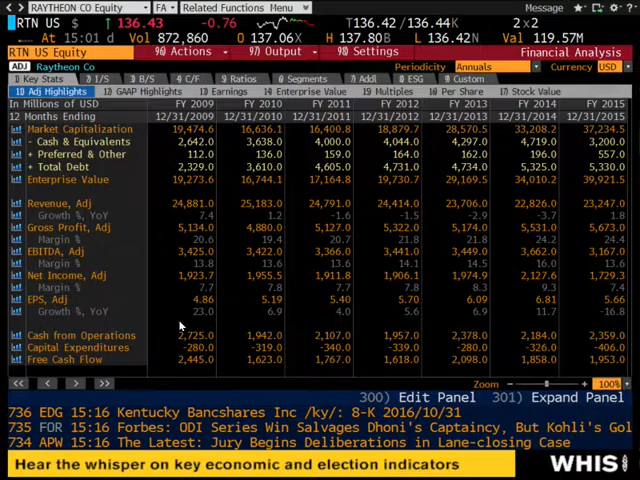 RAYTHEON CO Equity FA Related Functions Menu Message
RTN US $ 136.43 -0.76 T136.42/136.44K 2x2
At 15:01 d Vol 872,860 O 137.06X H 137.80B L 136.42N Val 119.57M
RTN US Equity 96) Actions 97) Output 98) Settings Financial Analysis
ADJ RAYTHEON COMPANY Periodicity Annuals Currency USD
1) Key Stats 2) I/S 3) B/S 4) C/F 5) Ratios 6) Segments 7) Addl 8) ESG 9) Custom
11) Adj Highlights 12) GAAP Highlights 13) Earnings 14) Enterprise Value 15) Multiples 16) Per Share 17) Stock Value
In Millions of USD FY 2009 FY 2010 FY 2011 FY 2012 FY 2013 FY 2014 FY 2015
12 Months Ending 12/31/2009 12/31/2010 12/31/2011 12/31/2012 12/31/2013 12/31/2014 12/31/2015
Market Capitalization 19,474.6 16,636.1 16,400.8 18,879.7 28,570.5 33,208.2 37,234.5
- Cash & Equivalents 2,642.0 3,638.0 4,000.0 4,044.0 4,297.0 4,719.0 3,200.0
+ Preferred & Other 112.0 136.0 159.0 164.0 162.0 196.0 557.0
+ Total Debt 2,329.0 3,610.0 4,605.0 4,731.0 4,734.0 5,325.0 5,330.0
Enterprise Value 19,273.6 16,744.1 17,164.8 19,730.7 29,169.5 34,010.2 39,921.5
Revenue, Adj 24,881.0 25,183.0 24,791.0 24,414.0 23,706.0 22,826.0 23,247.0
Growth %, YoY 7.4 1.2 -1.6 -1.5 -2.9 -3.7 1.8
Gross Profit, Adj 5,134.0 4,880.0 5,127.0 5,322.0 5,174.0 5,531.0 5,673.0
Margin % 20.6 19.4 20.7 21.8 21.8 24.2 24.4
EBITDA, Adj 3,425.0 3,422.0 3,366.0 3,441.0 3,449.0 3,662.0 3,167.0
Margin % 13.8 13.6 13.6 14.1 14.5 16.0 13.6
Net Income, Adj 1,923.7 1,955.5 1,911.8 1,906.1 1,974.9 2,127.6 1,729.3
Margin % 7.7 7.8 7.7 7.8 8.3 9.3 7.4
EPS, Adj 4.86 5.19 5.40 5.70 6.09 6.81 5.66
Growth %, YoY 23.0 6.9 4.0 5.6 6.9 11.7 -16.8
Cash from Operations 2,725.0 1,942.0 2,107.0 1,957.0 2,378.0 2,184.0 2,359.0
Capital Expenditures -280.0 -319.0 -340.0 -339.0 -280.0 -326.0 -406.0
Free Cash Flow 2,445.0 1,623.0 1,767.0 1,618.0 2,098.0 1,858.0 1,953.0
Zoom 100%
300) Edit Panel 301) Expand Panel
736 EDG 15:16 Kentucky Bancshares Inc /ky/: 8-K 2016/10/31
735 FOR 15:16 Forbes: ODI Series Win Salvages Dhoni's Captaincy, But Kohli's Gol
734 APW 15:16 The Latest: Jury Begins Deliberations in Lane-closing Case
Hear the whisper on key economic and election indicators WHIS